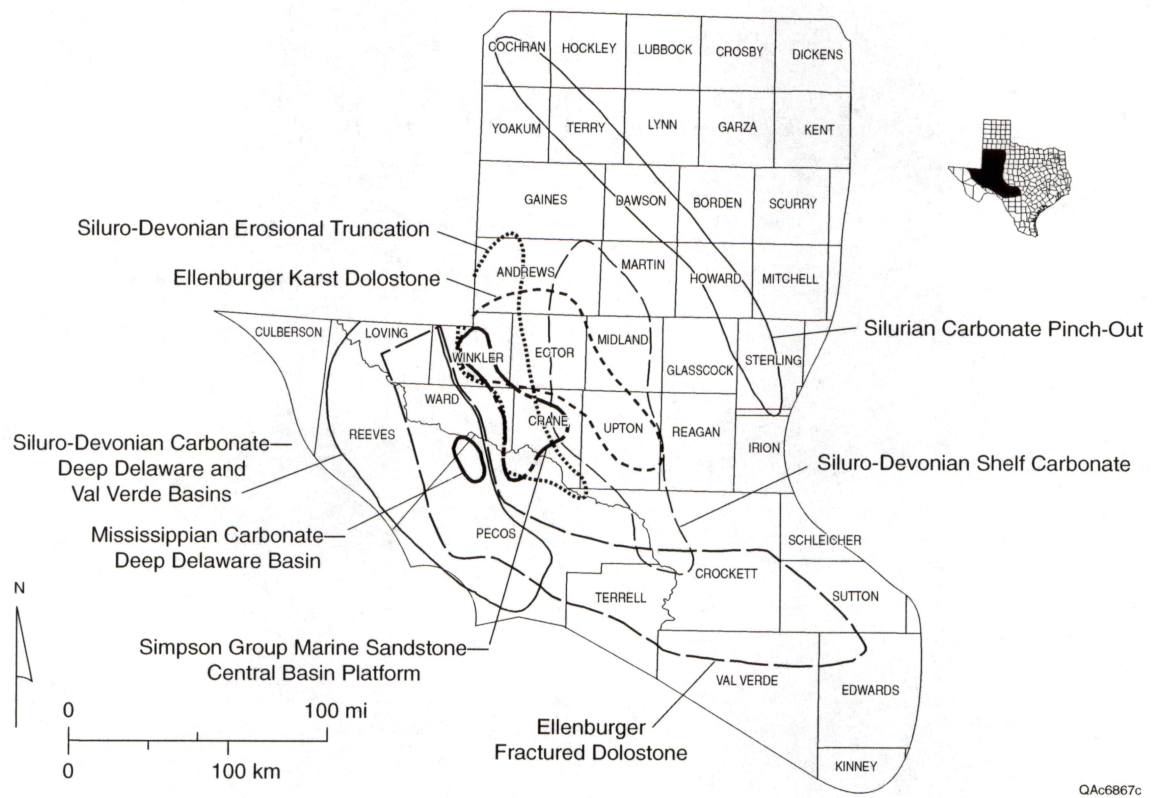 COCHRAN HOCKLEY LUBBOCK CROSBY DICKENS
YOAKUM TERRY LYNN GARZA KENT
GAINES DAWSON BORDEN SCURRY
Siluro-Devonian Erosional Truncation
ANDREWS MARTIN HOWARD MITCHELL
Ellenburger Karst Dolostone
CULBERSON LOVING WINKLER ECTOR MIDLAND GLASSCOCK STERLING
Silurian Carbonate Pinch-Out
WARD CRANE UPTON REAGAN IRION
REEVES
Siluro-Devonian Carbonate—
Deep Delaware and
Val Verde Basins
Siluro-Devonian Shelf Carbonate
Mississippian Carbonate—
Deep Delaware Basin
PECOS SCHLEICHER
CROCKETT
TERRELL SUTTON
N
Simpson Group Marine Sandstone—
Central Basin Platform
VAL VERDE EDWARDS
Ellenburger
Fractured Dolostone
KINNEY
0 100 mi
0 100 km
QAc6867c